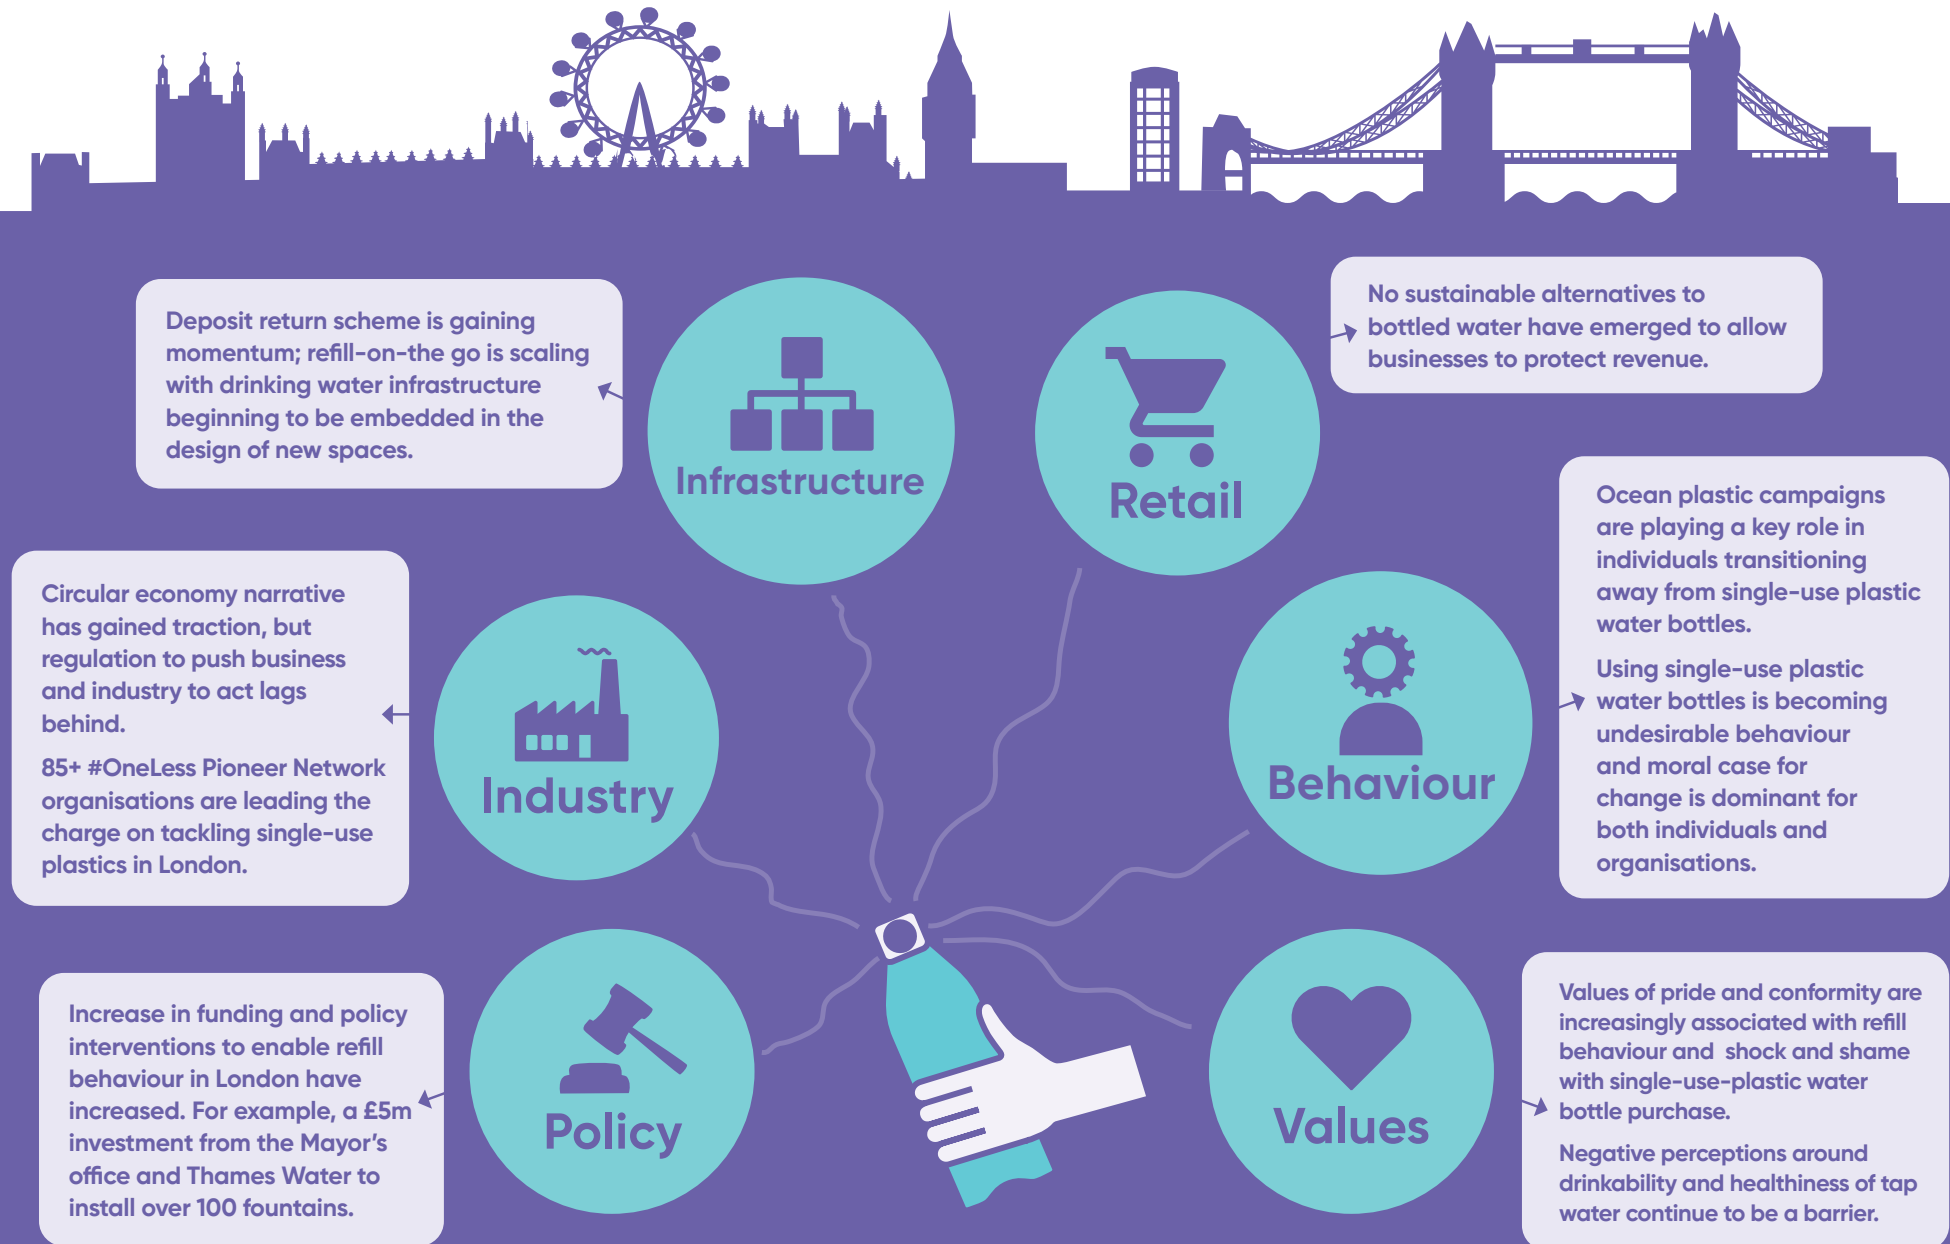 Deposit return scheme is gaining
momentum; refill-on-the go is scaling
with drinking water infrastructure
beginning to be embedded in the
design of new spaces.
Infrastructure
Retail
No sustainable alternatives to
bottled water have emerged to allow
businesses to protect revenue.
Circular economy narrative
has gained traction, but
regulation to push business
and industry to act lags
behind.
85+ #OneLess Pioneer Network
organisations are leading the
charge on tackling single-use
plastics in London.
Industry
Behaviour
Ocean plastic campaigns
are playing a key role in
individuals transitioning
away from single-use plastic
water bottles.
Using single-use plastic
water bottles is becoming
undesirable behaviour
and moral case for
change is dominant for
both individuals and
organisations.
Increase in funding and policy
interventions to enable refill
behaviour in London have
increased. For example, a £5m
investment from the Mayor's
office and Thames Water to
install over 100 fountains.
Policy
Values
Values of pride and conformity are
increasingly associated with refill
behaviour and shock and shame
with single-use-plastic water
bottle purchase.
Negative perceptions around
drinkability and healthiness of tap
water continue to be a barrier.